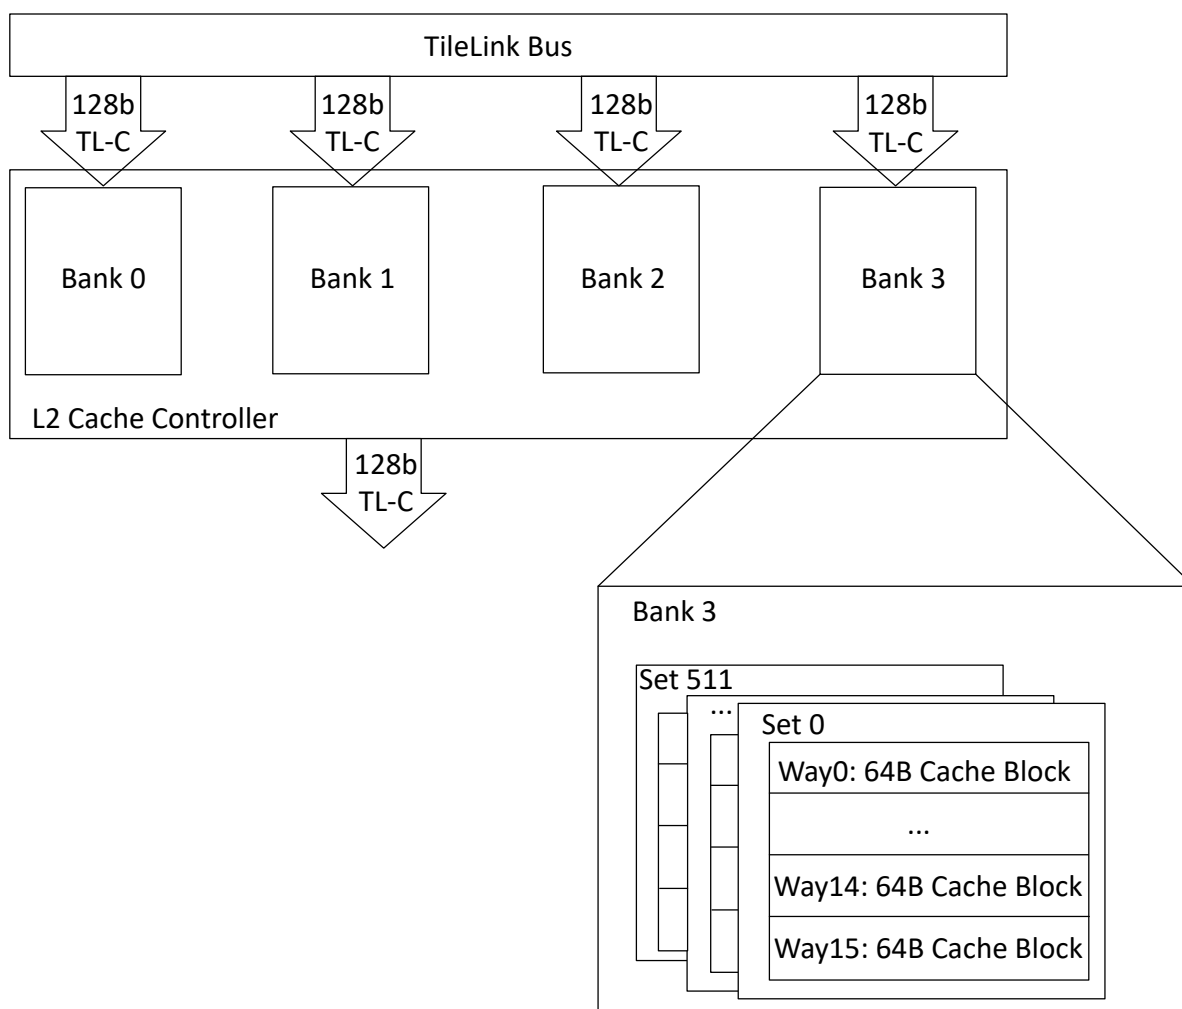 TileLink Bus
128b
TL-C
128b
TL-C
128b
TL-C
128b
TL-C
Bank 0
Bank 1
Bank 2
Bank 3
L2 Cache Controller
128b
TL-C
Bank 3
Set 511
...
Set 0
Way0: 64B Cache Block
...
Way14: 64B Cache Block
Way15: 64B Cache Block